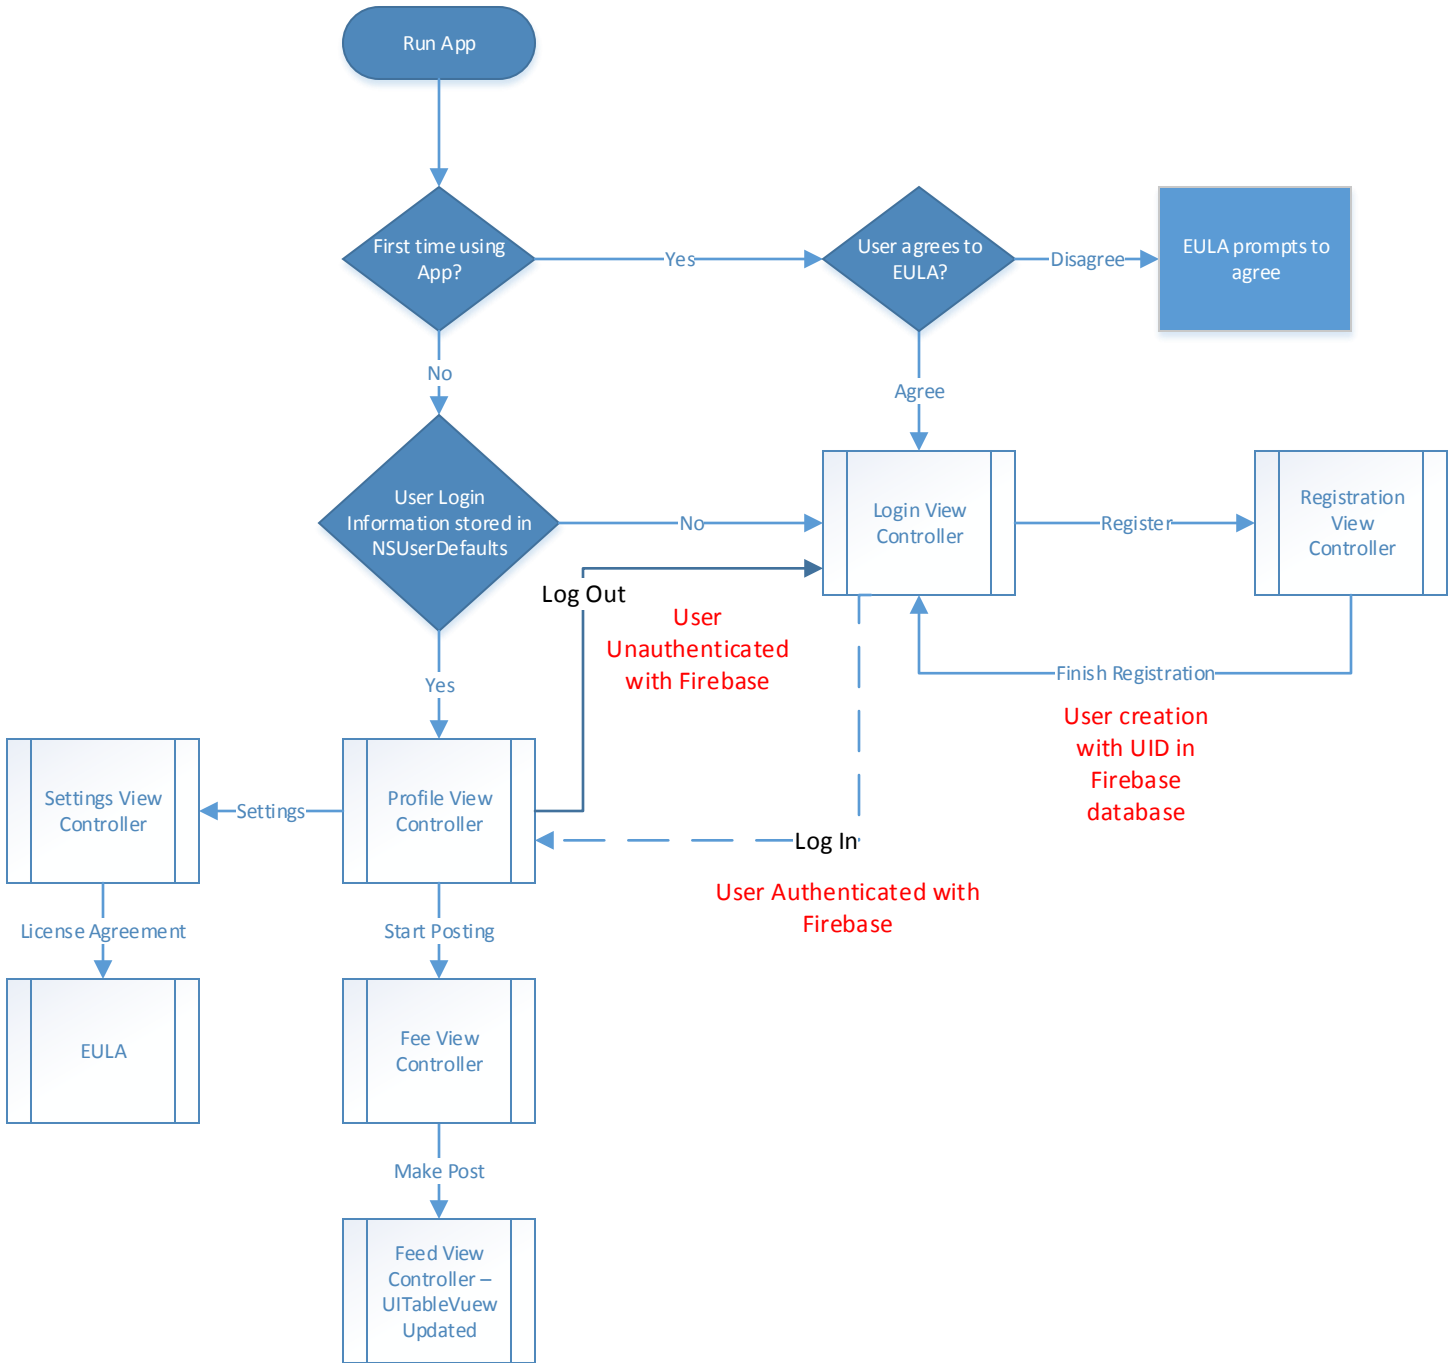 Run App
First time using
App?
Yes
User agrees to
EULA?
Disagree
EULA prompts to
agree
No
Agree
User Login
Information stored in
NSUserDefaults
No
Login View
Controller
Register
Registration
View
Controller
Log Out
User
Unauthenticated
with Firebase
Finish Registration
Yes
User creation
with UID in
Firebase
database
Settings View
Controller
Settings
Profile View
Controller
Log In
User Authenticated with
Firebase
License Agreement
Start Posting
EULA
Fee View
Controller
Make Post
Feed View
Controller –
UITableVuew
Updated